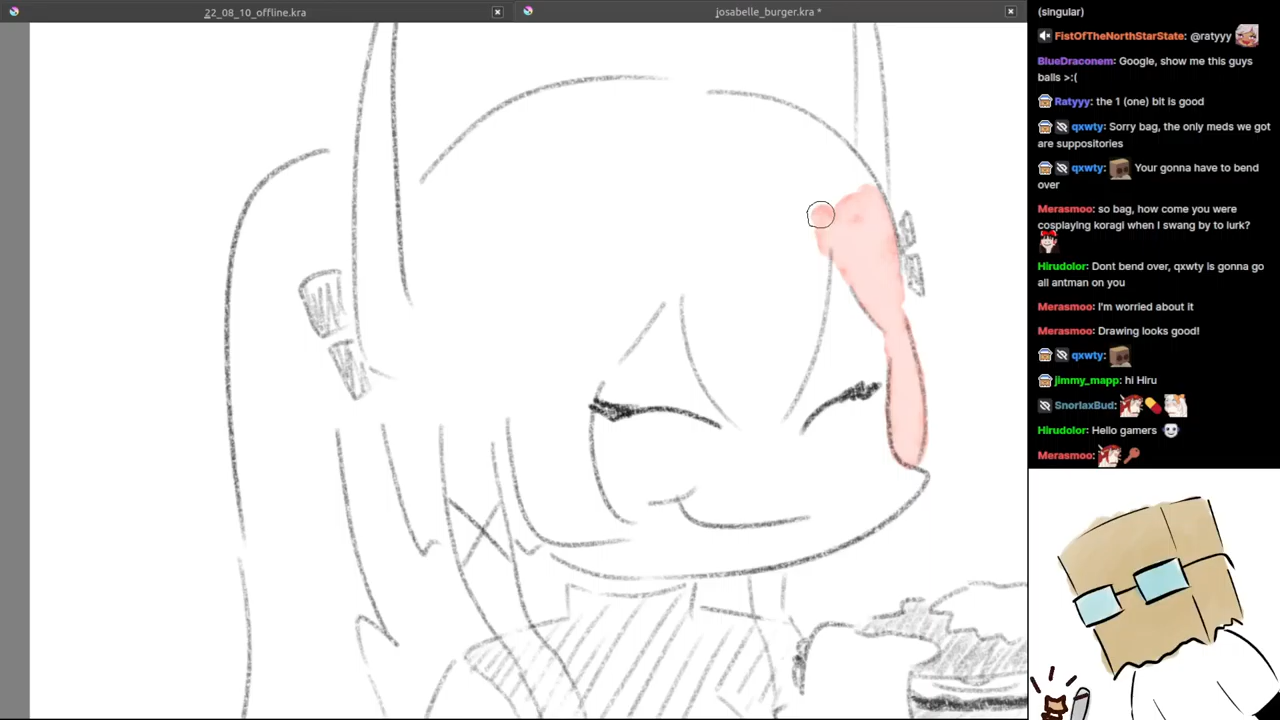 22_08_10_offline.kra
josabelle_burger.kra *
(singular)
FistOfTheNorthStarState: @ratyyy
BlueDraconem: Google, show me this guys
balls >:(
Ratyyy: the 1 (one) bit is good
qxwty: Sorry bag, the only meds we got
are suppositories
qxwty: Your gonna have to bend
over
Merasmoo: so bag, how come you were
cosplaying koragi when I swang by to lurk?
Hirudolor: Dont bend over, qxwty is gonna go
all antman on you
Merasmoo: I'm worried about it
Merasmoo: Drawing looks good!
qxwty:
jimmy_mapp: hi Hiru
SnorlaxBud:
Hirudolor: Hello gamers
Merasmoo: